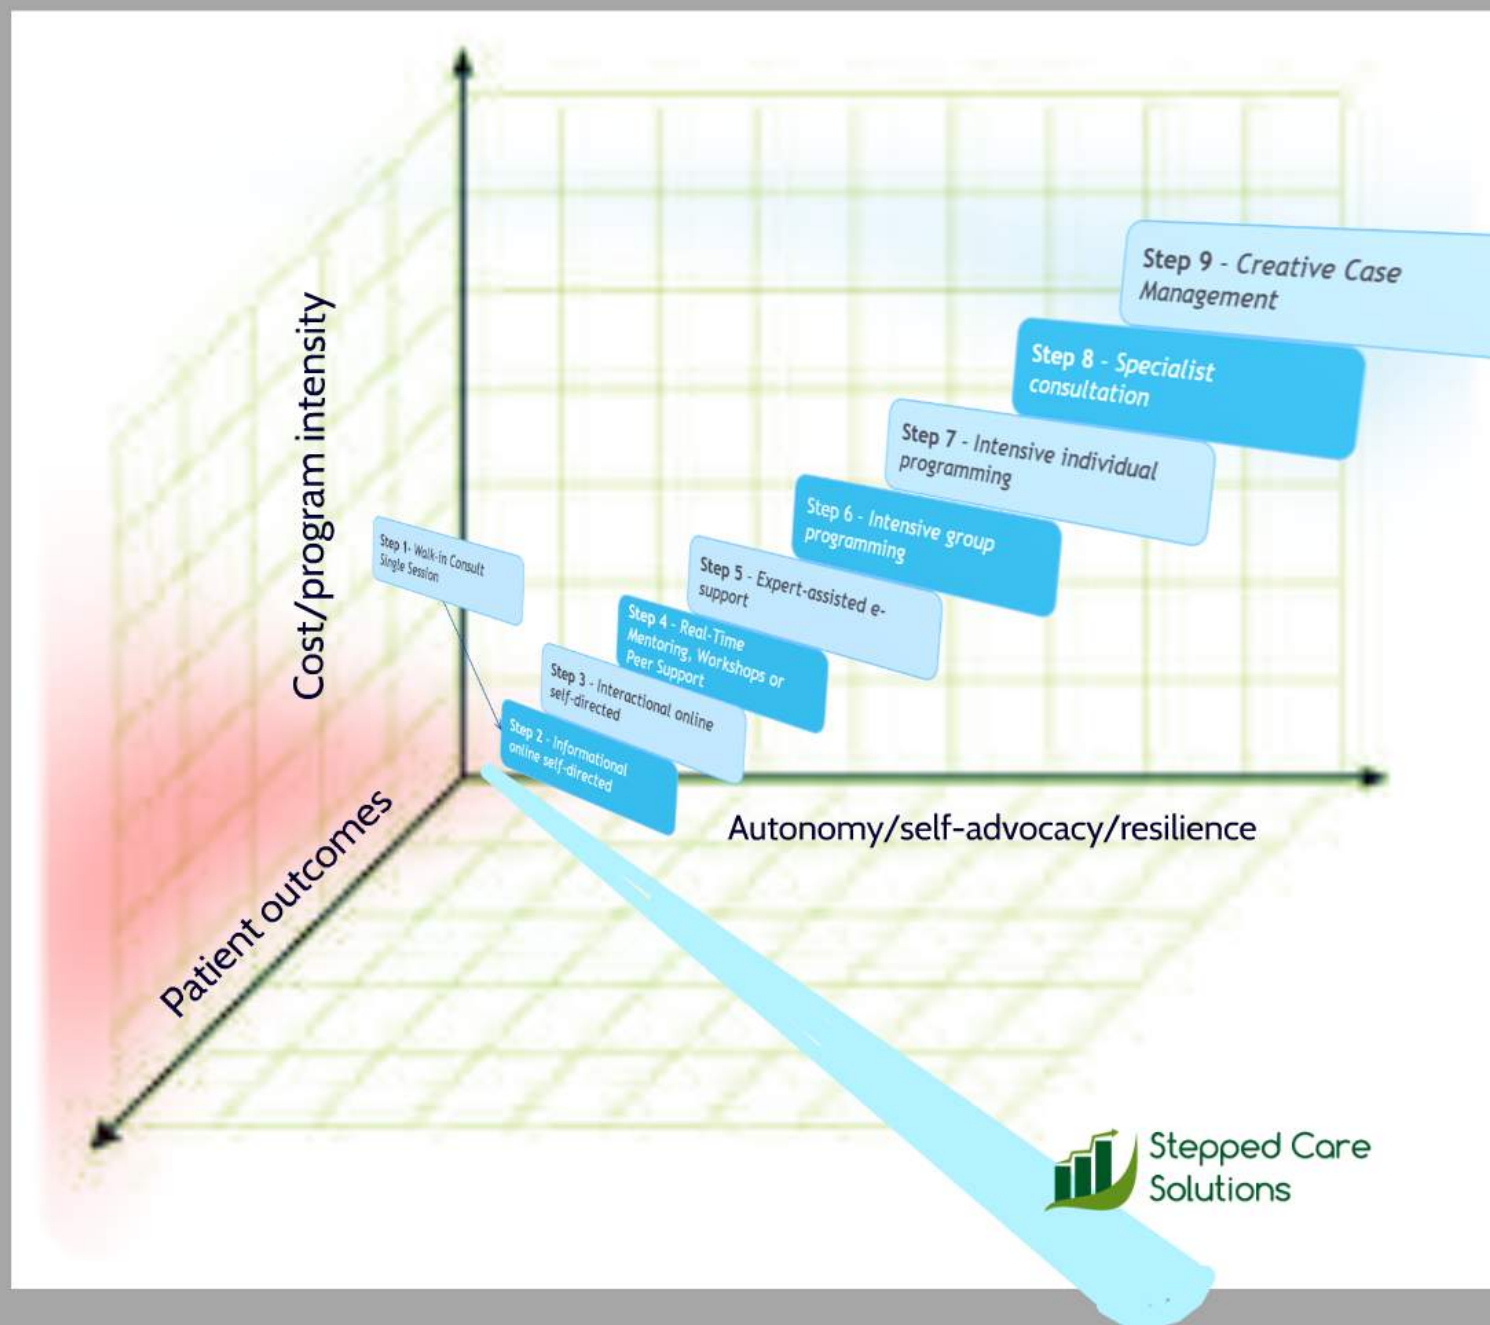 Cost/program intensity
Step 9 - Creative Case
Management
Step 8 - Specialist
consultation
Step 7 - Intensive individual
programming
Step 6 - Intensive group
programming
Step 5 - Expert-assisted e-
support
Step 4 - Real-Time
Mentoring, Workshops or
Peer Support
Step 3 - Interactional online
self-directed
Step 2 - Informational
online self-directed
Step 1- Walk-in Consult
Single Session
Autonomy/self-advocacy/resilience
Patient outcomes
Stepped Care
Solutions